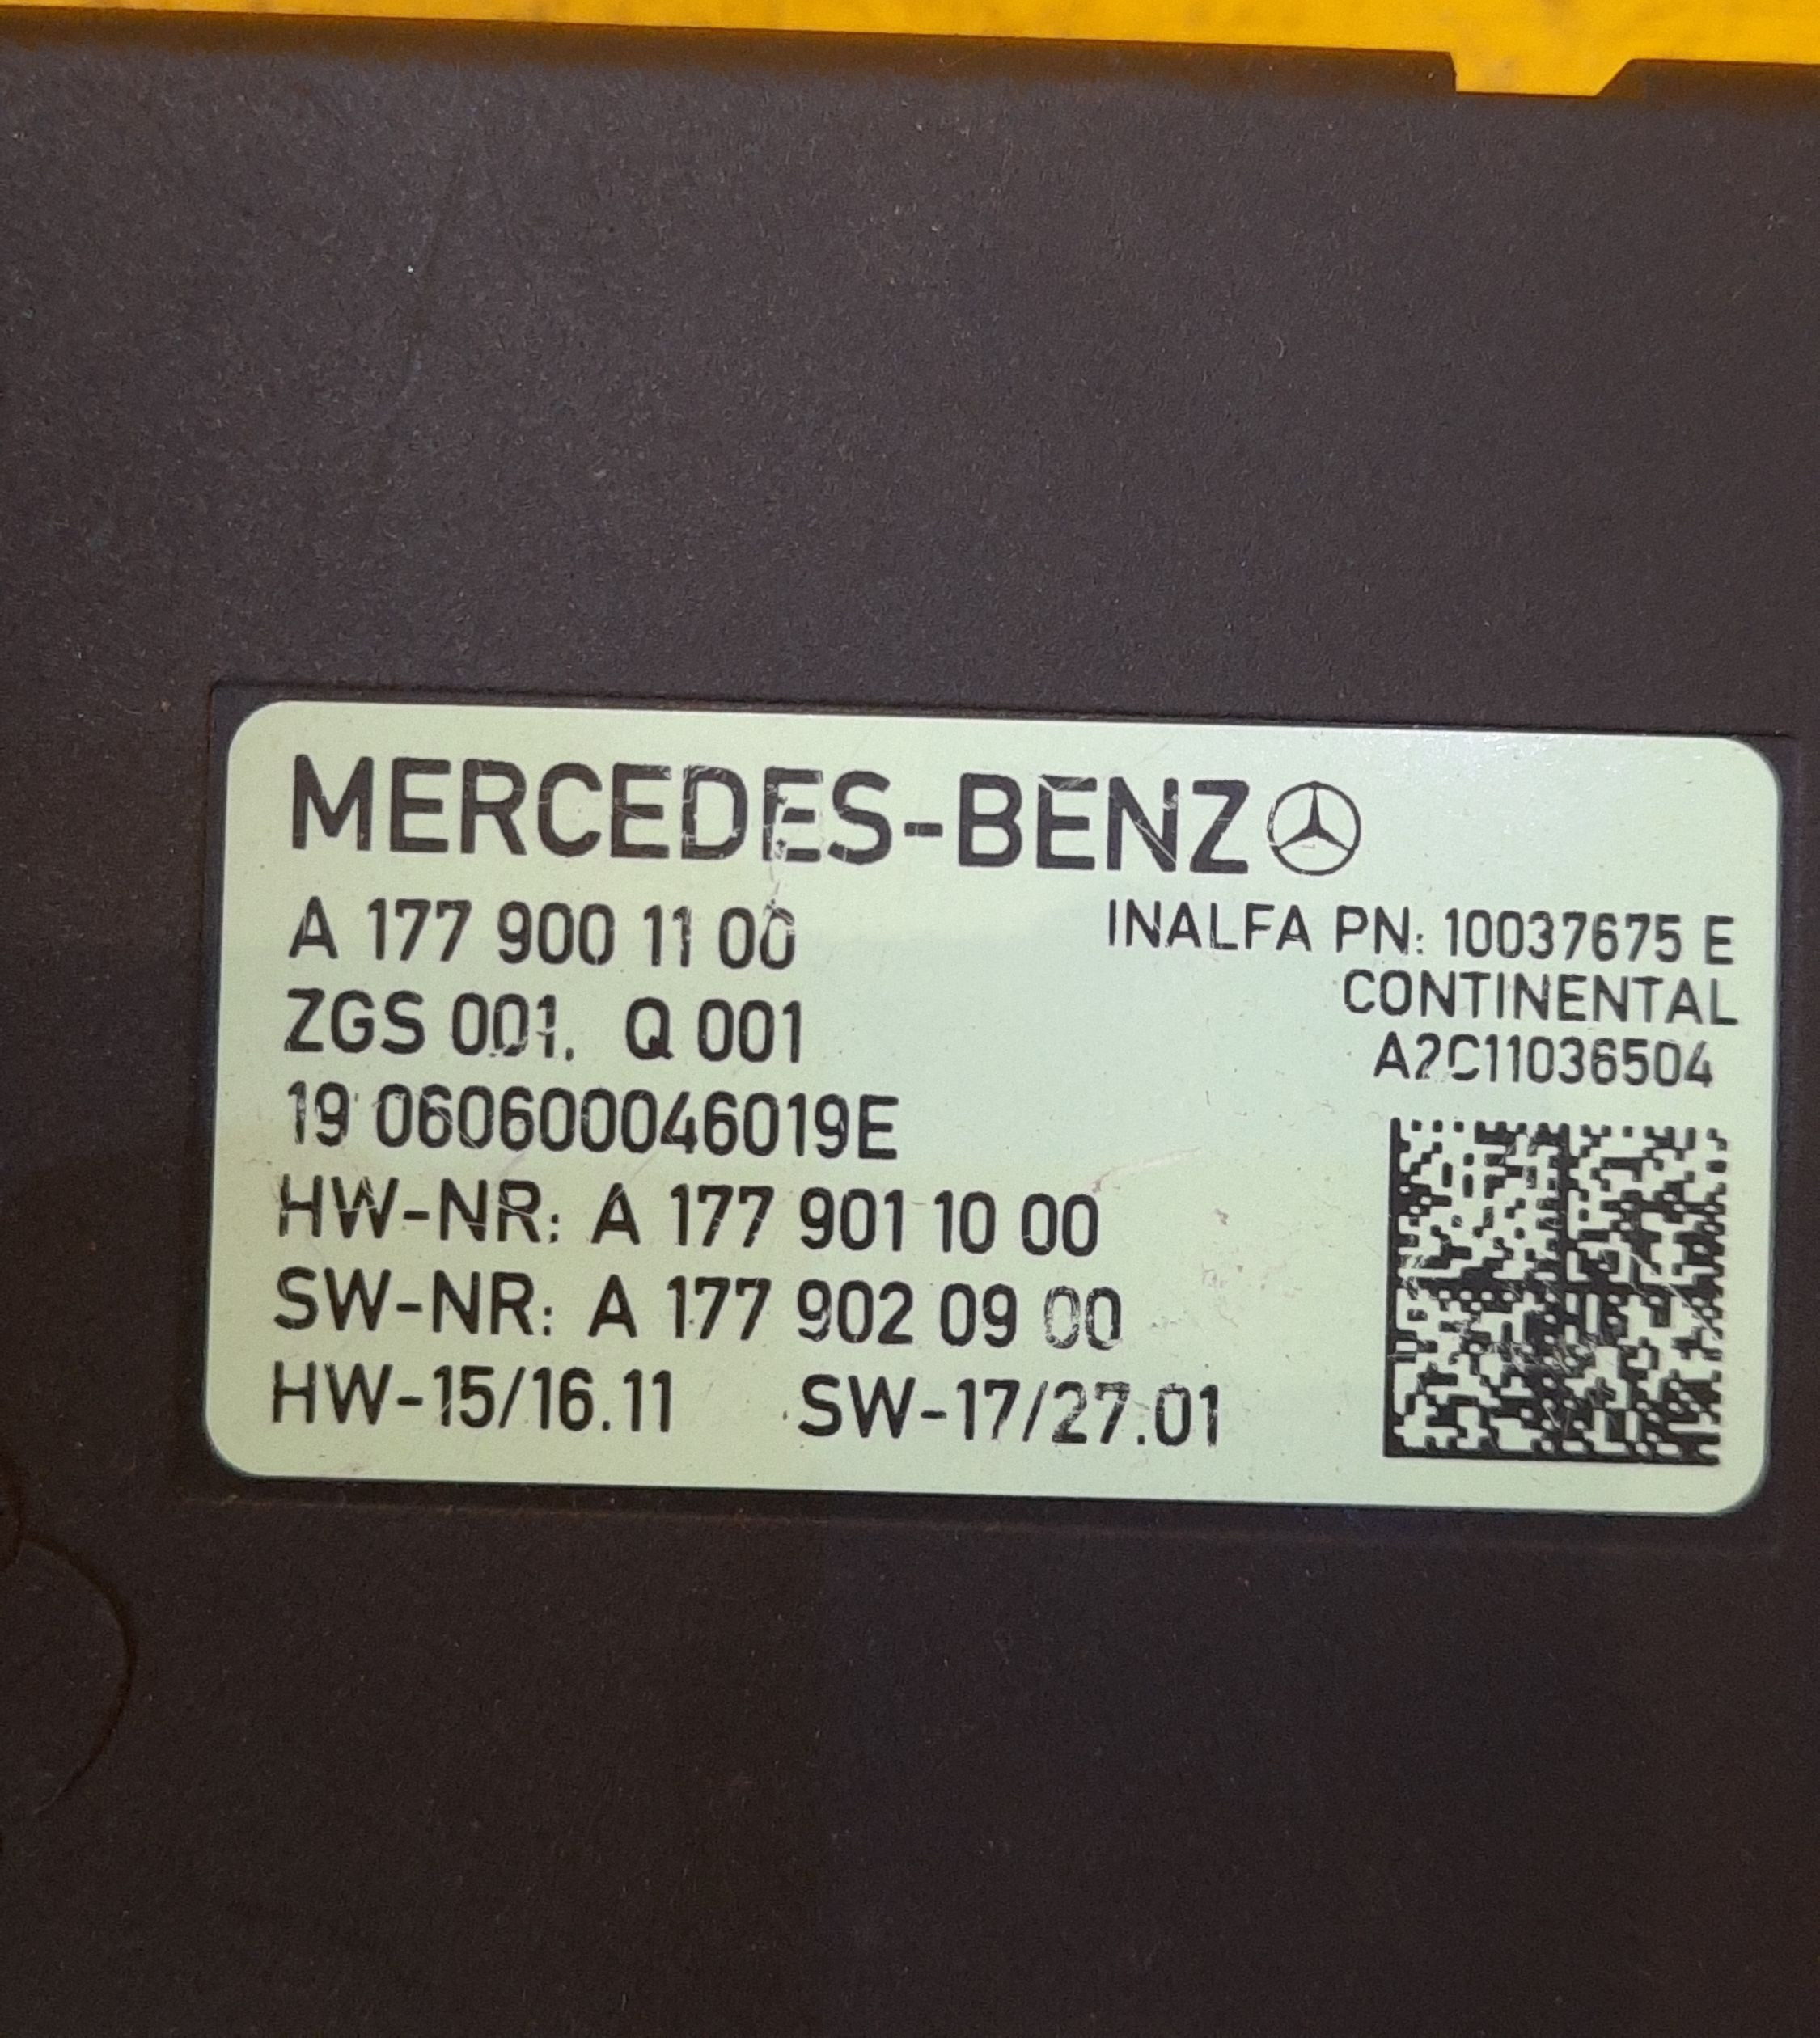 MERCEDES-BENZ
A 177 900 11 00
INALFA PN: 10037675 E
ZGS 001, Q 001
CONTINENTAL
A2C11036504
19 060600046019E
HW-NR: A 177 901 10 00
SW-NR: A 177 902 09 00
HW-15/16.11 SW-17/27.01